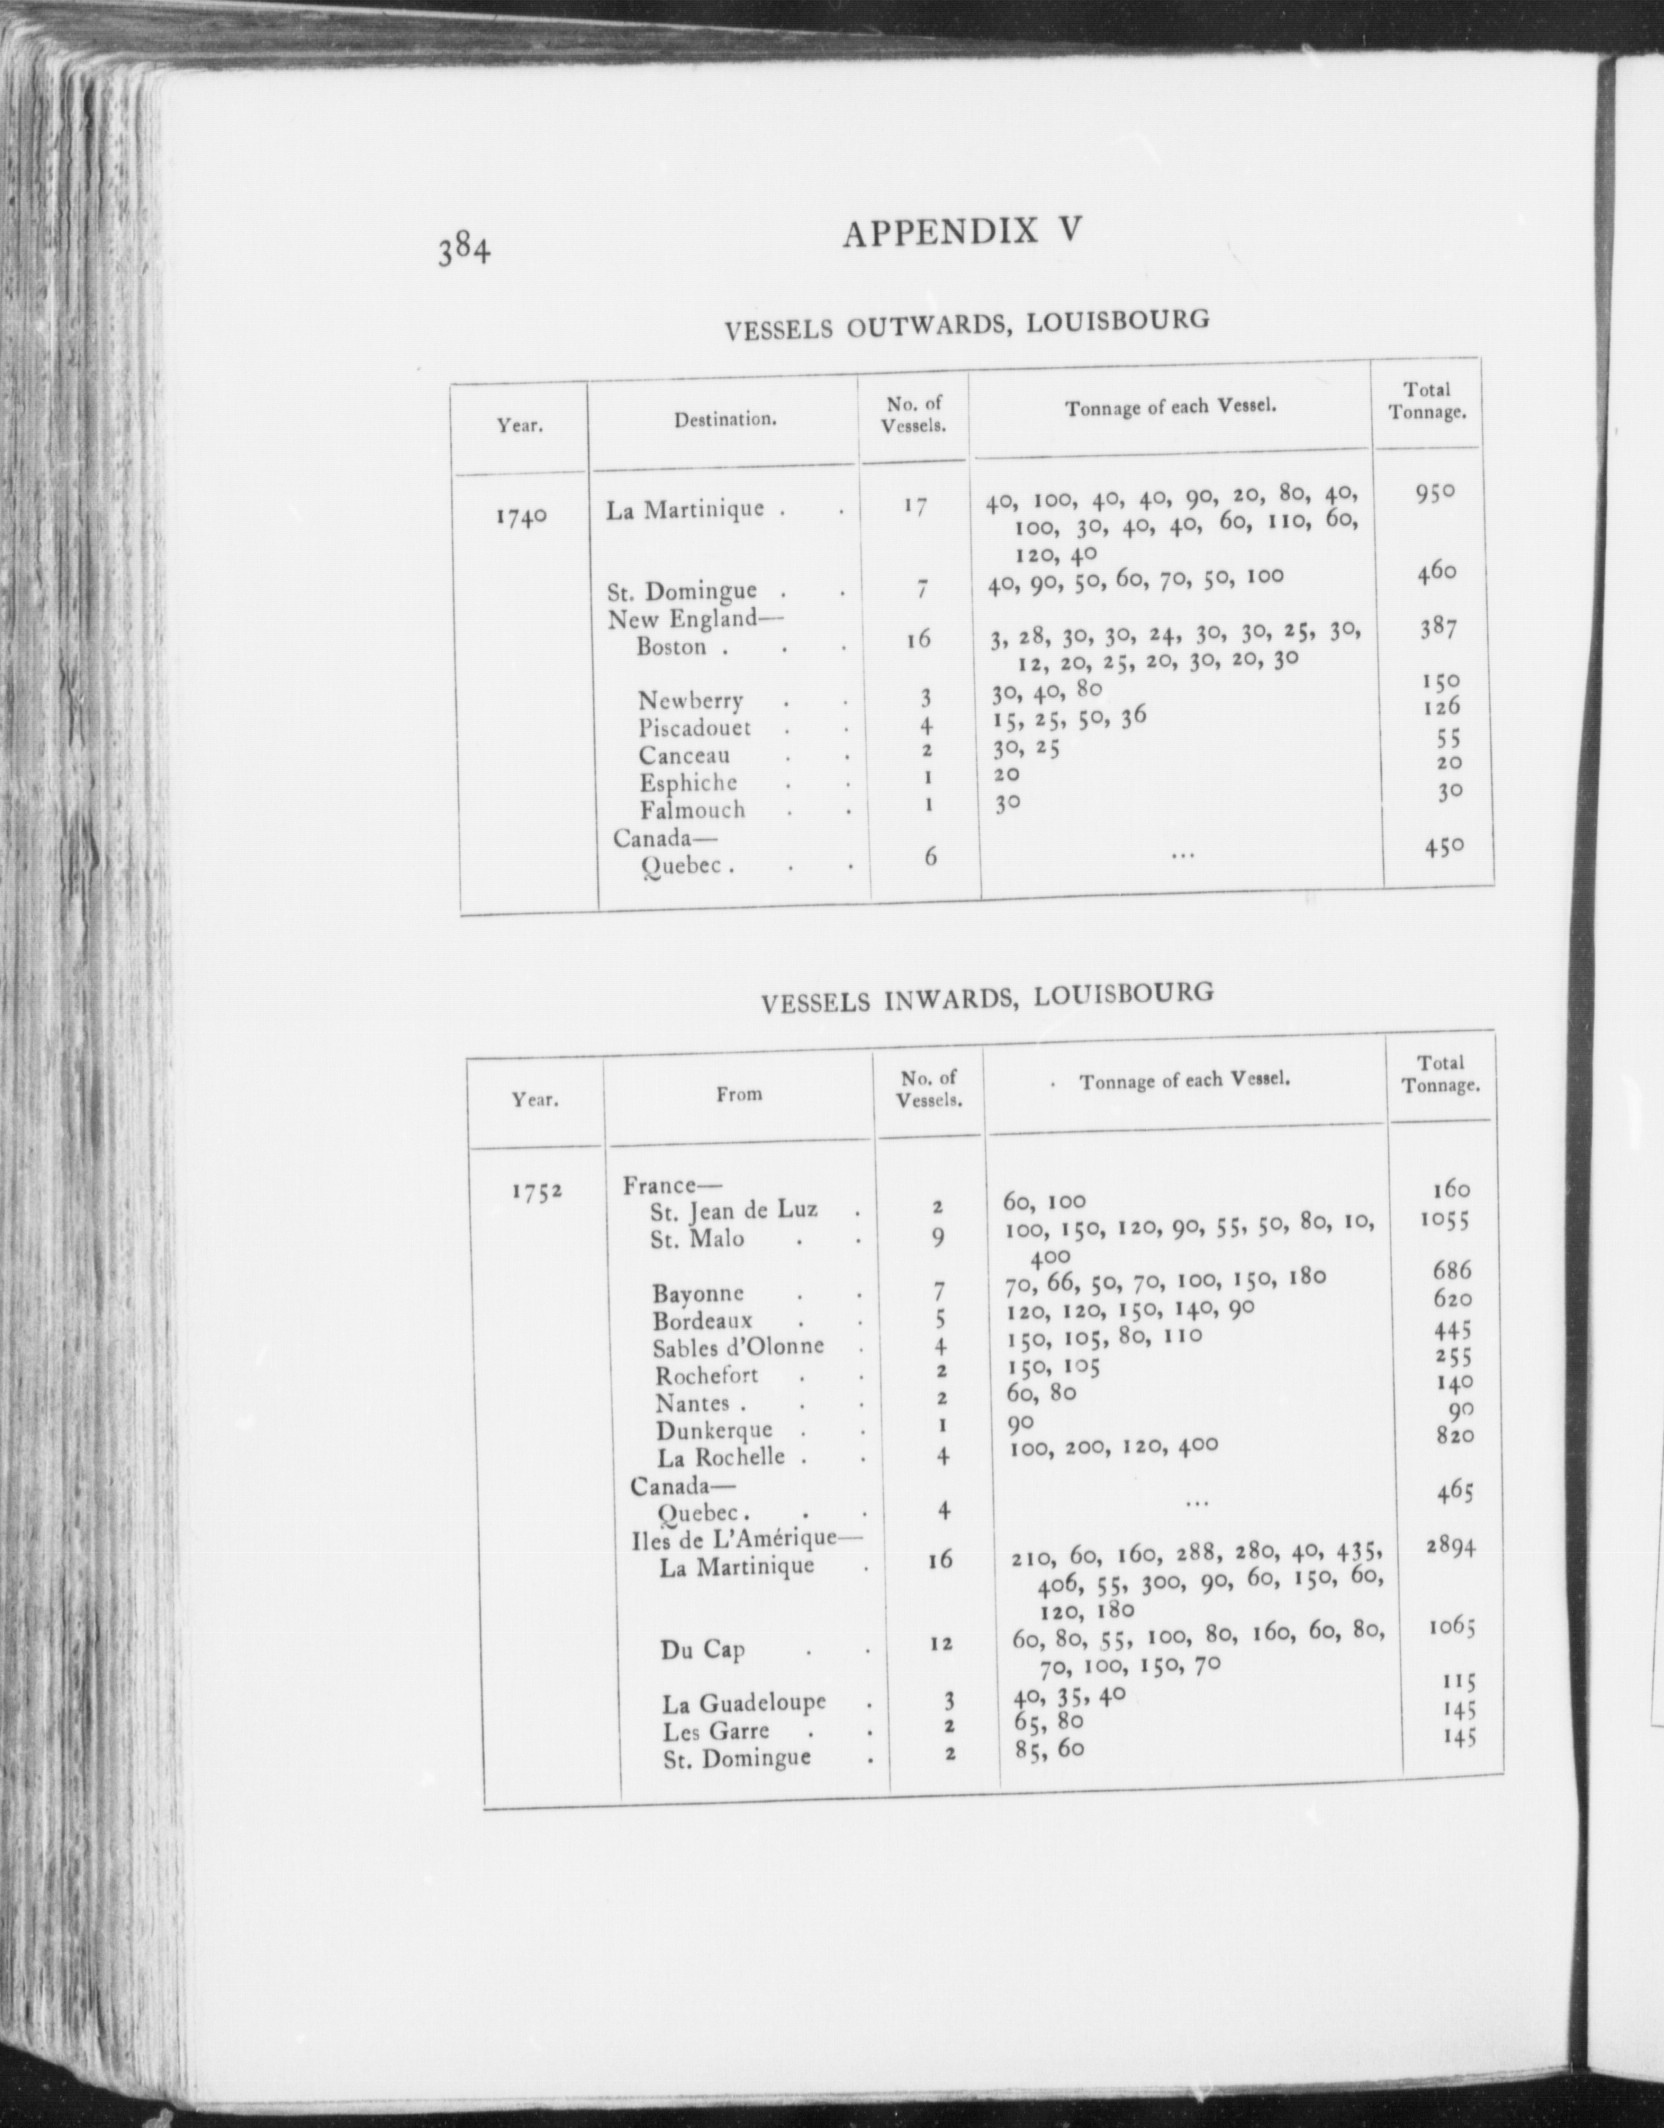 384
APPENDIX V
VESSELS OUTWARDS, LOUISBOURG
Year. Destination. No. of Vessels. Tonnage of each Vessel. Total Tonnage.
1740 La Martinique . . 17 40, 100, 40, 40, 90, 20, 80, 40, 950
100, 30, 40, 40, 60, 110, 60,
120, 40
St. Domingue . . 7 40, 90, 50, 60, 70, 50, 100 460
New England—
Boston . . . 16 3, 28, 30, 30, 24, 30, 30, 25, 30, 387
12, 20, 25, 20, 30, 20, 30
Newberry . . 3 30, 40, 80 150
Piscadouet . . 4 15, 25, 50, 36 126
Canceau . . 2 30, 25 55
Esphiche . . 1 20 20
Falmouch . . 1 30 30
Canada—
Quebec . . . 6 ... 450
VESSELS INWARDS, LOUISBOURG
Year. From No. of Vessels. Tonnage of each Vessel. Total Tonnage.
1752 France—
St. Jean de Luz . 2 60, 100 160
St. Malo . . 9 100, 150, 120, 90, 55, 50, 80, 10, 1055
400
Bayonne . . 7 70, 66, 50, 70, 100, 150, 180 686
Bordeaux . . 5 120, 120, 150, 140, 90 620
Sables d'Olonne . 4 150, 105, 80, 110 445
Rochefort . . 2 150, 105 255
Nantes . . . 2 60, 80 140
Dunkerque . . 1 90 90
La Rochelle . . 4 100, 200, 120, 400 820
Canada—
Quebec . . . 4 ... 465
Iles de L'Amérique—
La Martinique . 16 210, 60, 160, 288, 280, 40, 435, 2894
406, 55, 300, 90, 60, 150, 60,
120, 180
Du Cap . . 12 60, 80, 55, 100, 80, 160, 60, 80, 1065
70, 100, 150, 70
La Guadeloupe . 3 40, 35, 40 115
Les Garre . . 2 65, 80 145
St. Domingue . 2 85, 60 145